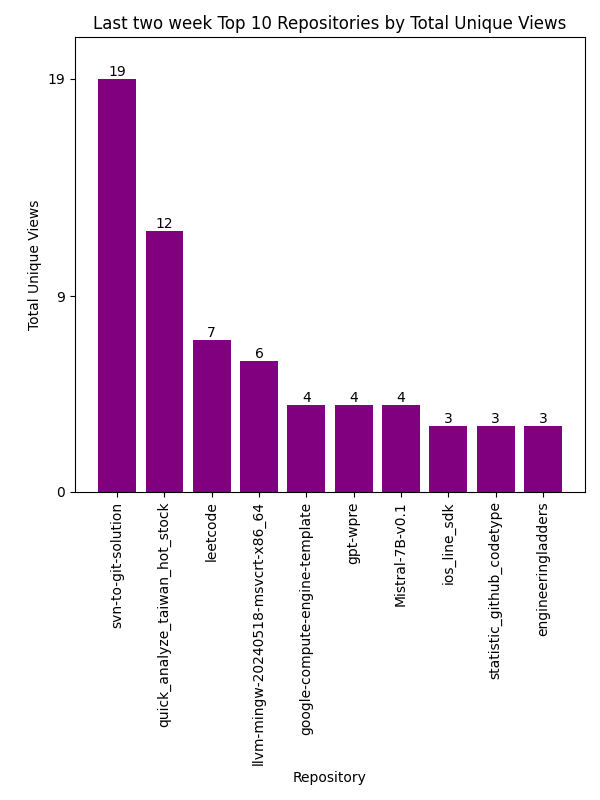 Last two week Top 10 Repositories by Total Unique Views
Total Unique Views
19
9
0
19
12
7
6
4
4
4
3
3
3
svn-to-git-solution
quick_analyze_taiwan_hot_stock
leetcode
llvm-mingw-20240518-msvcrt-x86_64
google-compute-engine-template
gpt-wpre
Mistral-7B-v0.1
ios_line_sdk
statistic_github_codetype
engineeringladders
Repository